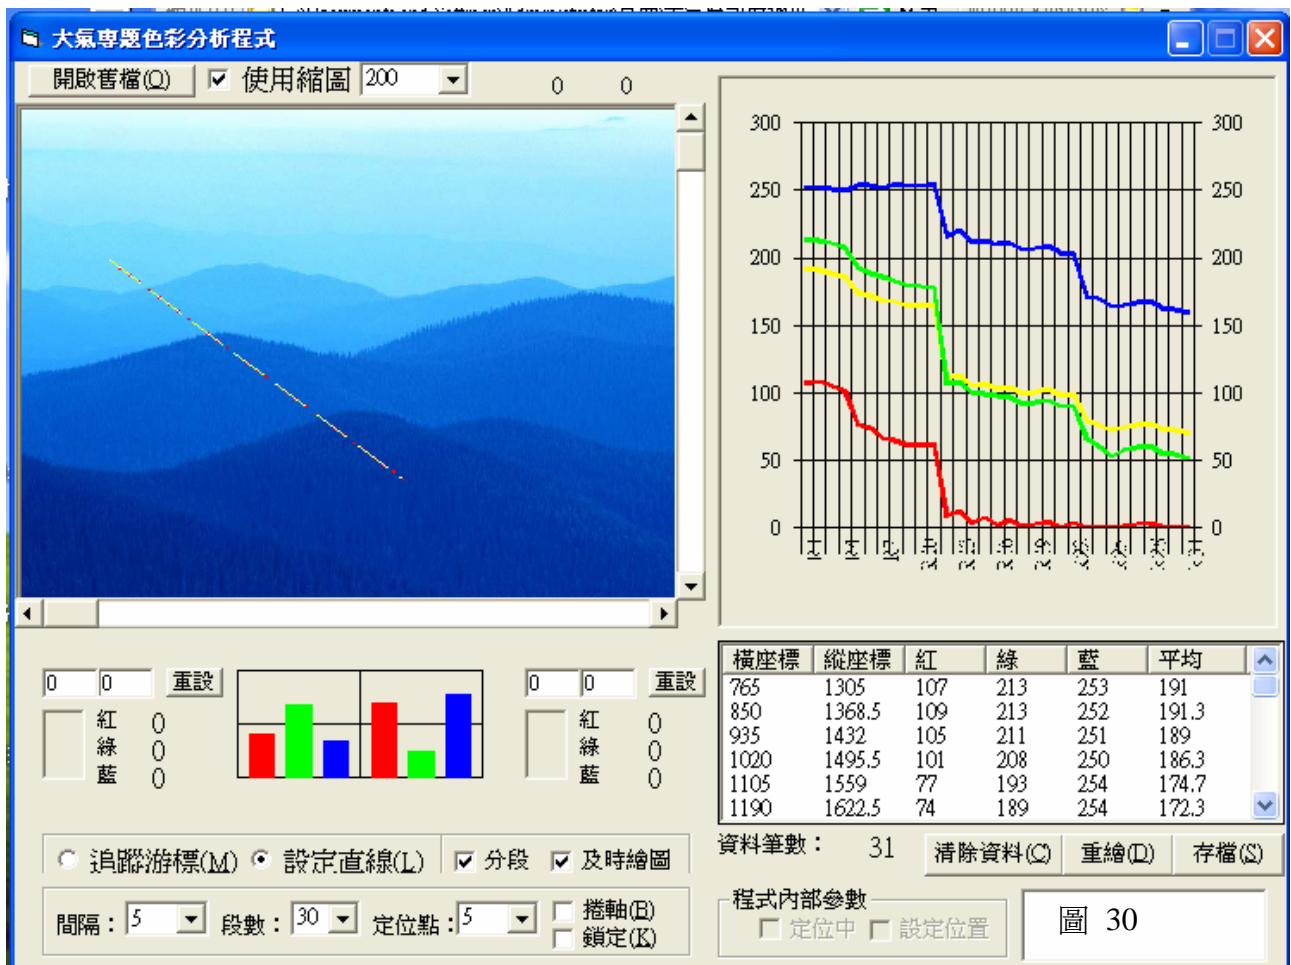 大氣專題色彩分析程式
開啟舊檔(O) 使用縮圖 200 0 0
300 300
250 250
200 200
150 150
100 100
50 50
0 0
橫座標 縱座標 紅 綠 藍 平均
765 1305 107 213 253 191
850 1368.5 109 213 252 191.3
935 1432 105 211 251 189
1020 1495.5 101 208 250 186.3
1105 1559 77 193 254 174.7
1190 1622.5 74 189 254 172.3
0 0 重設 0 0 重設
紅 0 紅 0
綠 0 綠 0
藍 0 藍 0
資料筆數： 31 清除資料(C) 重繪(D) 存檔(S)
追蹤游標(M) 設定直線(L) 分段 及時繪圖
間隔： 5 段數： 30 定位點： 5 捲軸(B)
鎖定(K)
程式內部參數
定位中 設定位置
圖 30